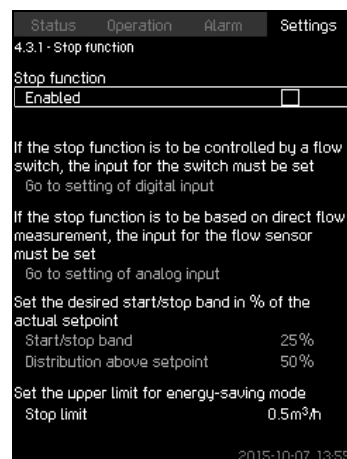 Status Operation Alarm Settings
4.3.1 - Stop function
Stop function
Enabled
If the stop function is to be controlled by a flow
switch, the input for the switch must be set
Go to setting of digital input
If the stop function is to be based on direct flow
measurement, the input for the flow sensor
must be set
Go to setting of analog input
Set the desired start/stop band in % of the
actual setpoint
Start/stop band 25%
Distribution above setpoint 50%
Set the upper limit for energy-saving mode
Stop limit 0.5m³/h
2015-10-07 13:59